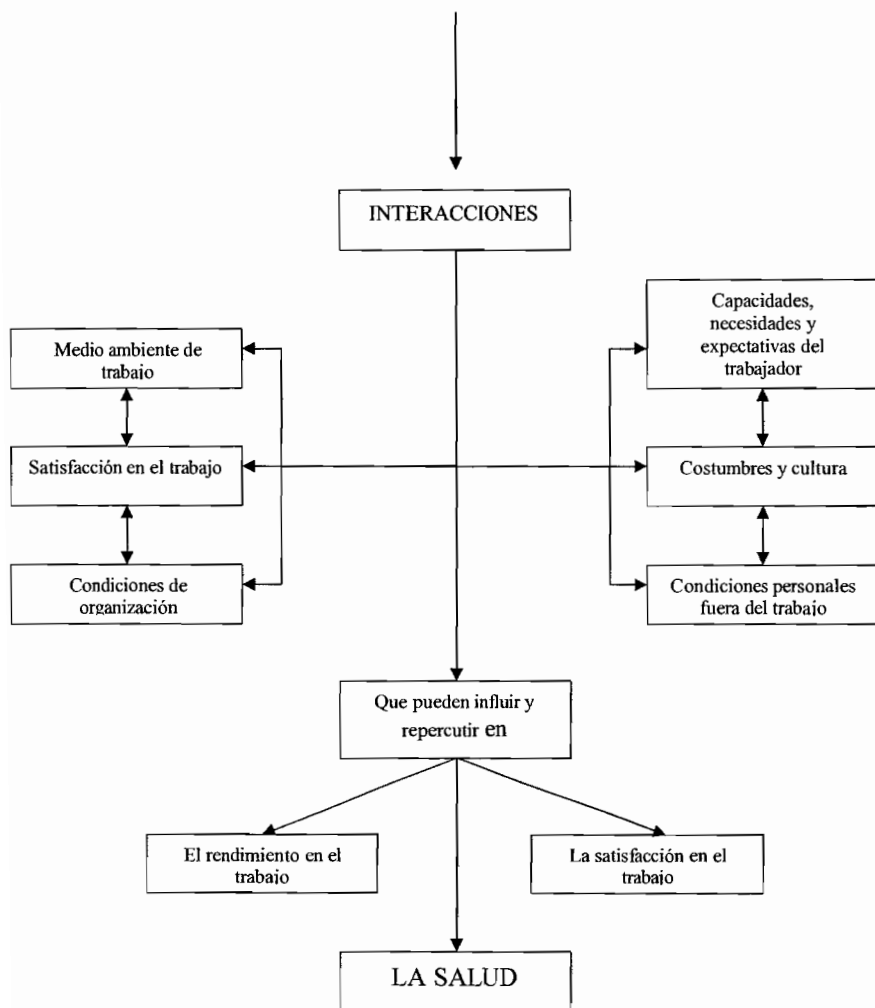 INTERACCIONES
Medio ambiente de
trabajo
Satisfacción en el trabajo
Condiciones de
organización
Capacidades,
necesidades y
expectativas del
trabajador
Costumbres y cultura
Condiciones personales
fuera del trabajo
Que pueden influir y
repercutir en
El rendimiento en el
trabajo
La satisfacción en el
trabajo
LA SALUD